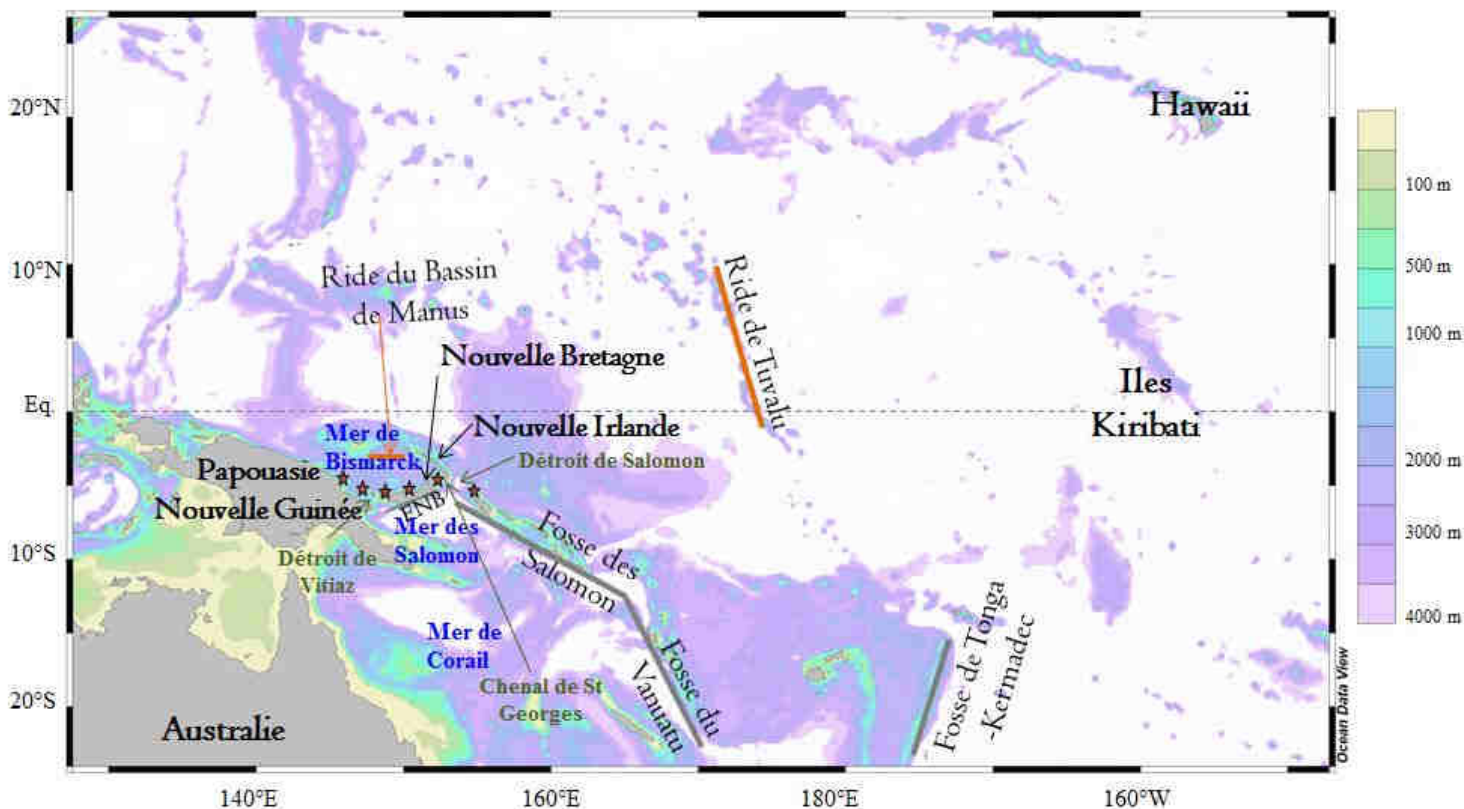 20°N
10°N
Eq.
10°S
20°S
140°E
160°E
180°E
160°W
Hawaii
Ride du Bassin
de Manus
Ride de Tuvalu
Nouvelle Bretagne
Iles
Kiribati
Nouvelle Irlande
Mer de
Bismarck
Détroit de Salomon
Papouasie
Nouvelle Guinée
FNB
Mer des
Salomon
Fosse des
Salomon
Détroit de
Vitiaz
Mer de
Corail
Fosse du
Vanuatu
Chenal de St
Georges
Fosse de Tonga
-Kermadec
Australie
100 m
500 m
1000 m
2000 m
3000 m
4000 m
Ocean Data View